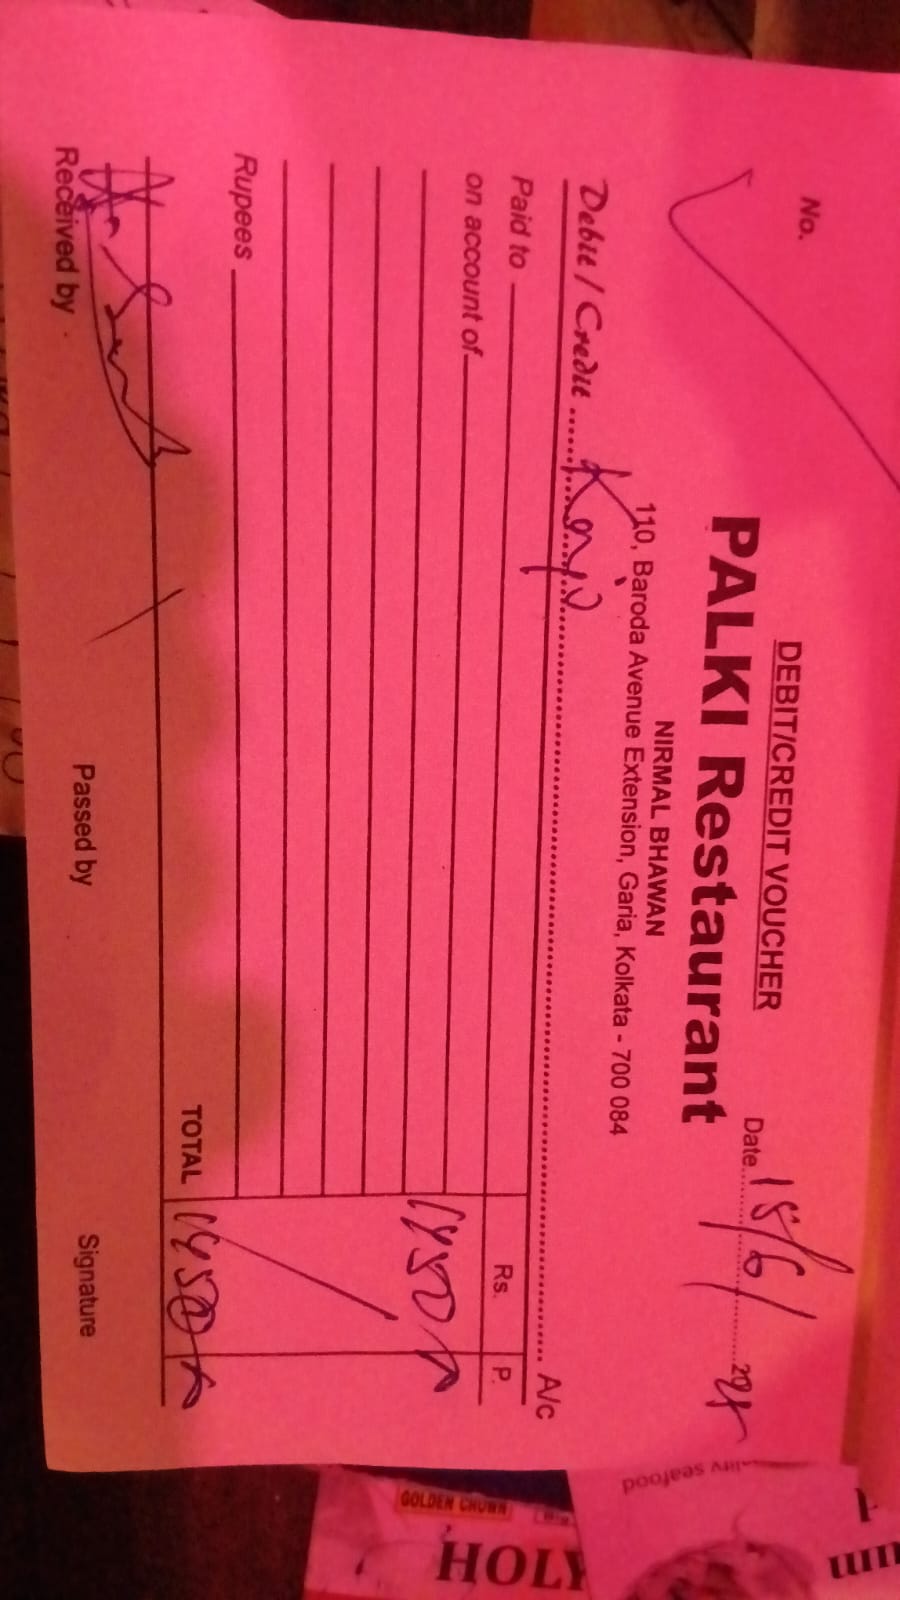 No.
DEBIT/CREDIT VOUCHER
Date 15/6/
PALKI Restaurant
NIRMAL BHAWAN
110, Baroda Avenue Extension, Garia, Kolkata - 700 084
Debit / Credit Kaju A/c
Paid to
Rs. P.
on account of
1450
Rupees
TOTAL 1450
Received by Passed by Signature
seafood
GOLDEN CROWN
HOLY